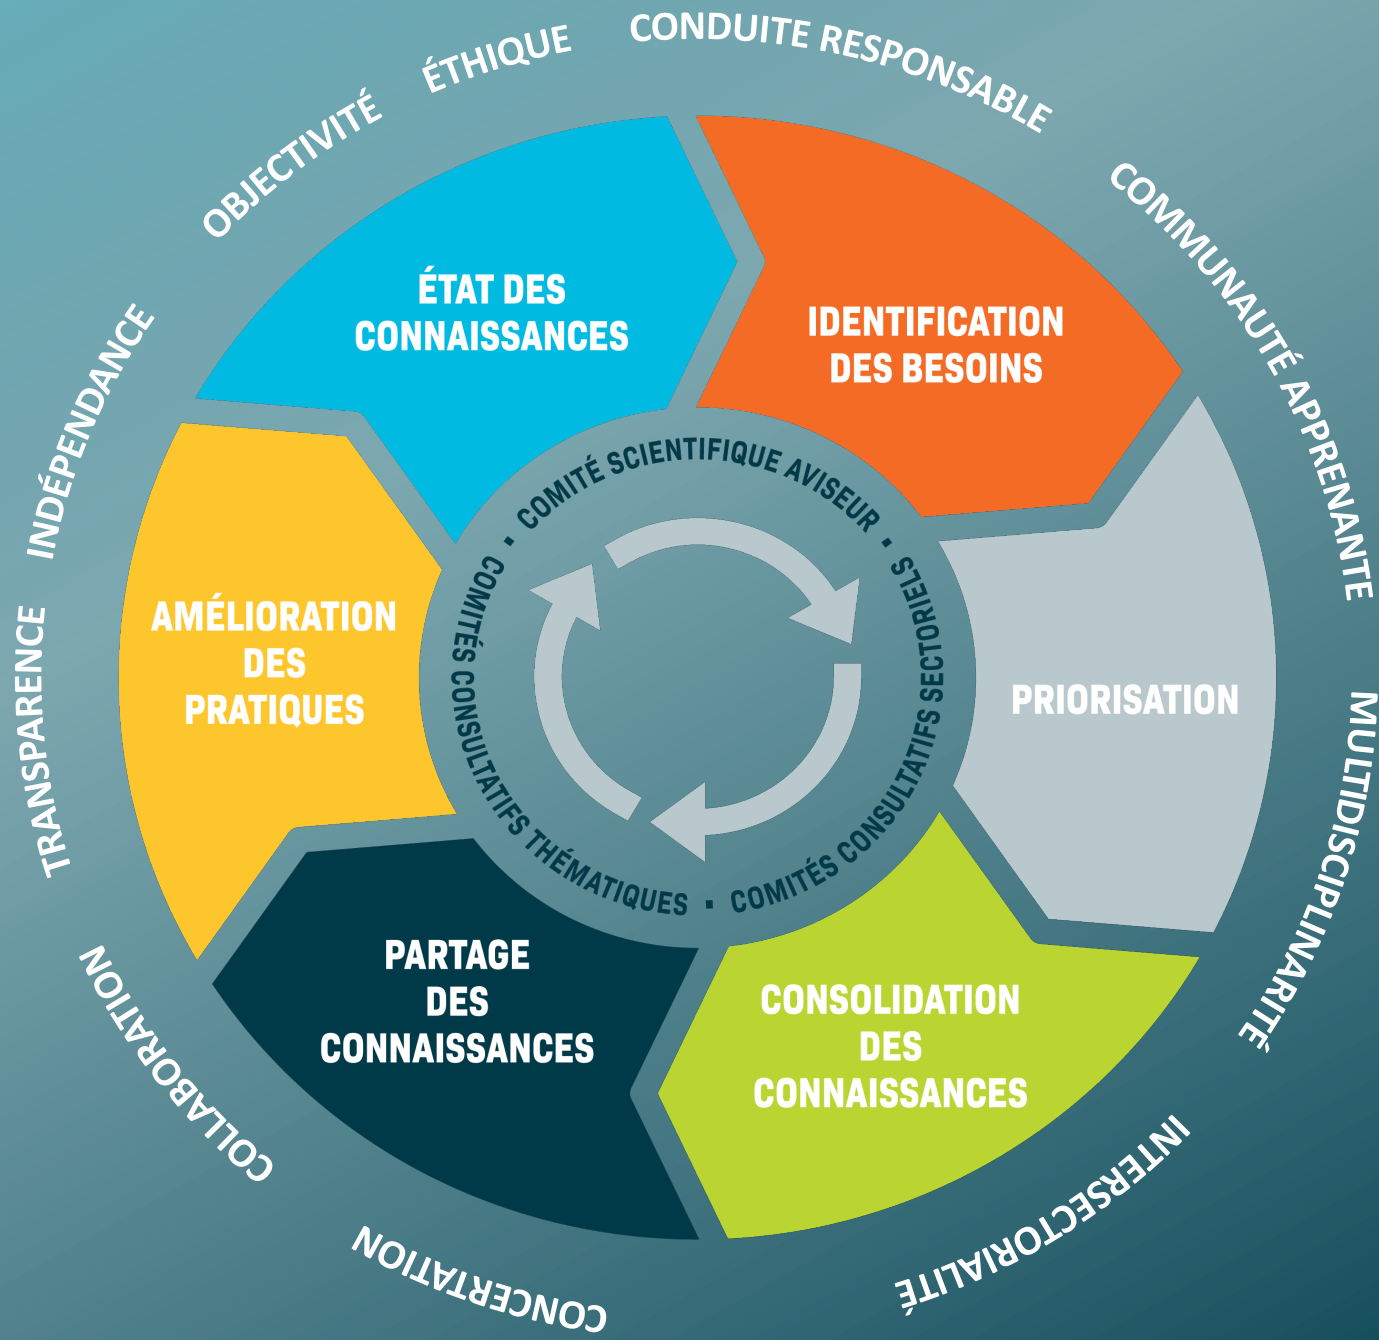 CONDUITE RESPONSABLE
COMMUNAUTÉ APPRENANTE
MULTIDISCIPLINARITÉ
INTERSECTORIALITÉ
CONCERTATION
COLLABORATION
TRANSPARENCE
INDÉPENDANCE
OBJECTIVITÉ
ÉTHIQUE
ÉTAT DES
CONNAISSANCES
IDENTIFICATION
DES BESOINS
PRIORISATION
CONSOLIDATION
DES
CONNAISSANCES
PARTAGE
DES
CONNAISSANCES
AMÉLIORATION
DES
PRATIQUES
COMITÉ SCIENTIFIQUE AVISEUR ▪
COMITÉS CONSULTATIFS SECTORIELS ▪
COMITÉS CONSULTATIFS THÉMATIQUES ▪